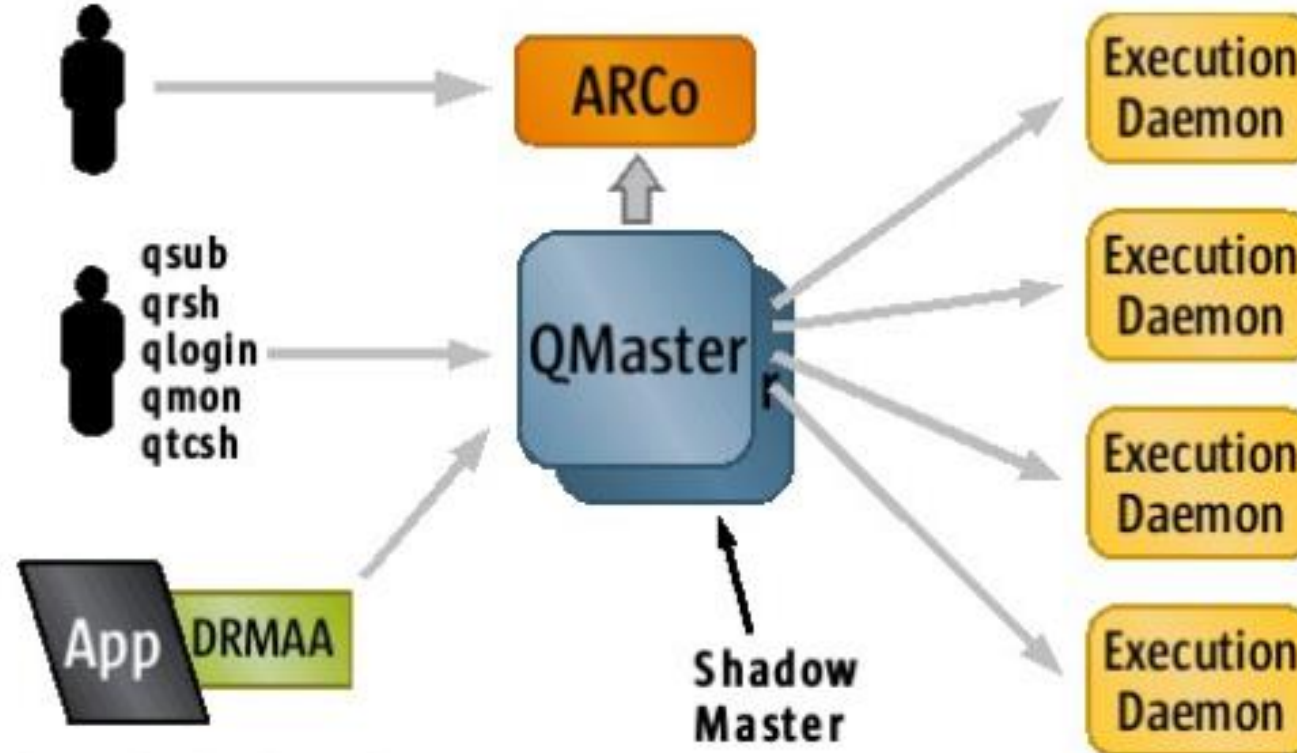 ARCo
Execution
Daemon
qsub
qrsh
qlogin
qmon
qtcsh
QMaster
r
Execution
Daemon
Execution
Daemon
App
DRMAA
Shadow
Master
Execution
Daemon